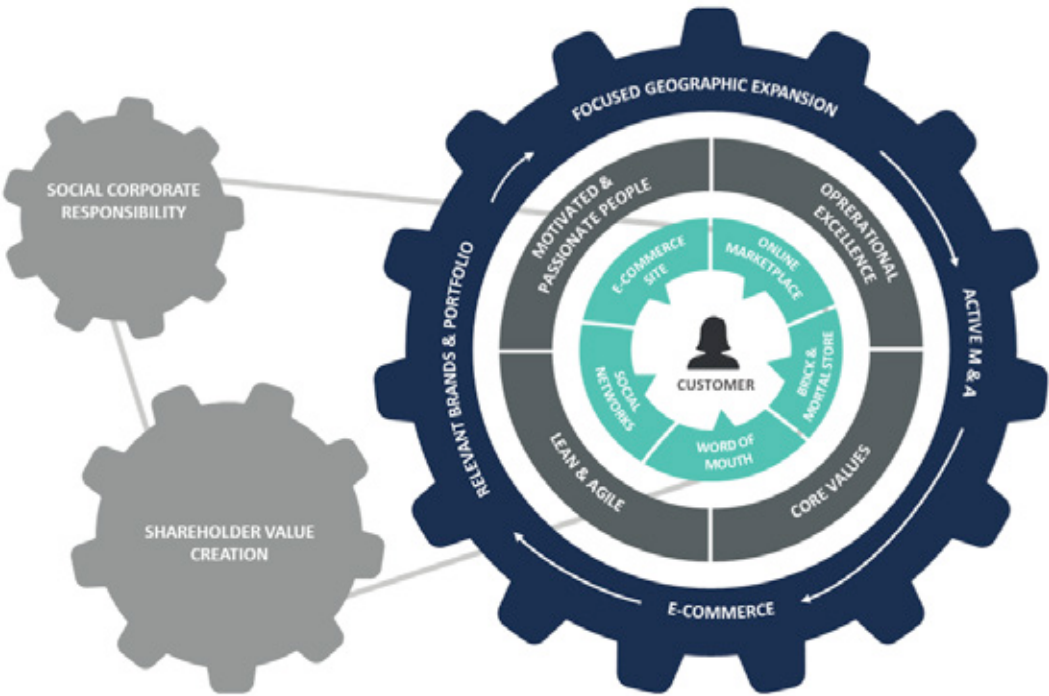 SOCIAL CORPORATE
RESPONSIBILITY
SHAREHOLDER VALUE
CREATION
FOCUSED GEOGRAPHIC EXPANSION
ACTIVE M & A
E-COMMERCE
RELEVANT BRANDS & PORTFOLIO
MOTIVATED &
PASSIONATE PEOPLE
OPRERATIONAL
EXCELLENCE
CORE VALUES
LEAN & AGILE
E-COMMERCE
SITE
ONLINE
MARKETPLACE
BRICK &
MORTAL STORE
WORD OF
MOUTH
SOCIAL
NETWORKS
CUSTOMER